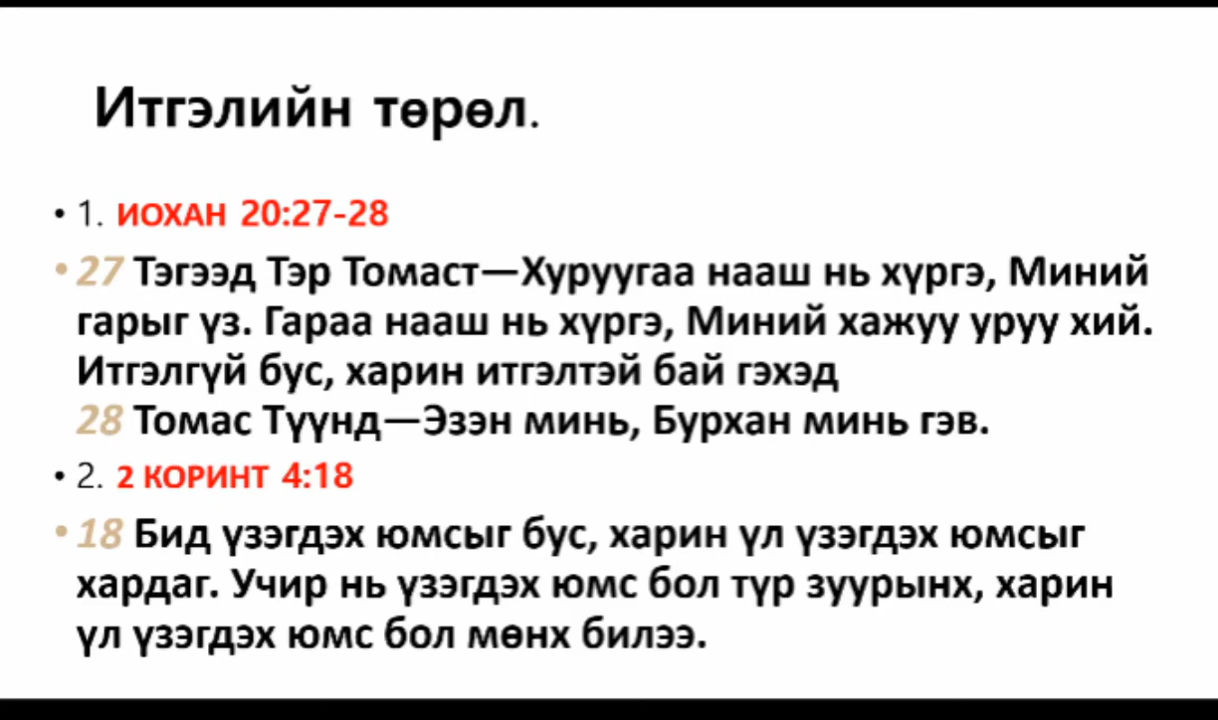 Итгэлийн төрөл.
• 1. ИОХАН 20:27-28
• 27 Тэгээд Тэр Томаст—Хуруугаа нааш нь хүргэ, Миний
гарыг үз. Гараа нааш нь хүргэ, Миний хажуу уруу хий.
Итгэлгүй бус, харин итгэлтэй бай гэхэд
28 Томас Түүнд—Эзэн минь, Бурхан минь гэв.
• 2. 2 КОРИНТ 4:18
• 18 Бид үзэгдэх юмсыг бус, харин үл үзэгдэх юмсыг
хардаг. Учир нь үзэгдэх юмс бол түр зуурынх, харин
үл үзэгдэх юмс бол мөнх билээ.